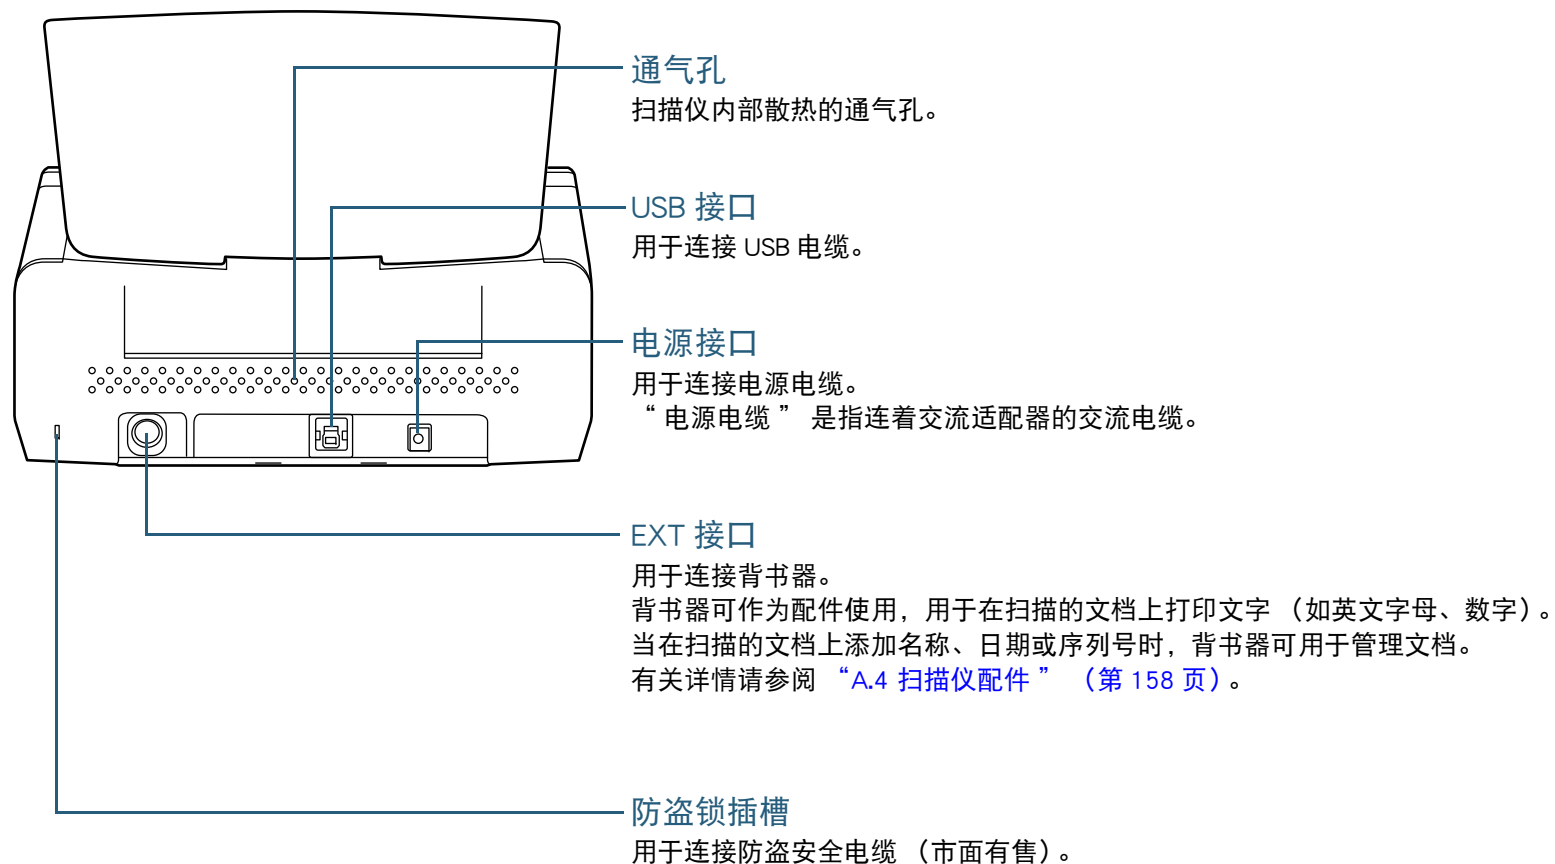 通气孔
扫描仪内部散热的通气孔。
USB 接口
用于连接 USB 电缆。
电源接口
用于连接电源电缆。
“ 电源电缆 ” 是指连着交流适配器的交流电缆。
EXT 接口
用于连接背书器。
背书器可作为配件使用，用于在扫描的文档上打印文字 （如英文字母、数字）。
当在扫描的文档上添加名称、日期或序列号时，背书器可用于管理文档。
有关详情请参阅 “A.4 扫描仪配件 ” （第 158 页）。
防盗锁插槽
用于连接防盗安全电缆 （市面有售）。